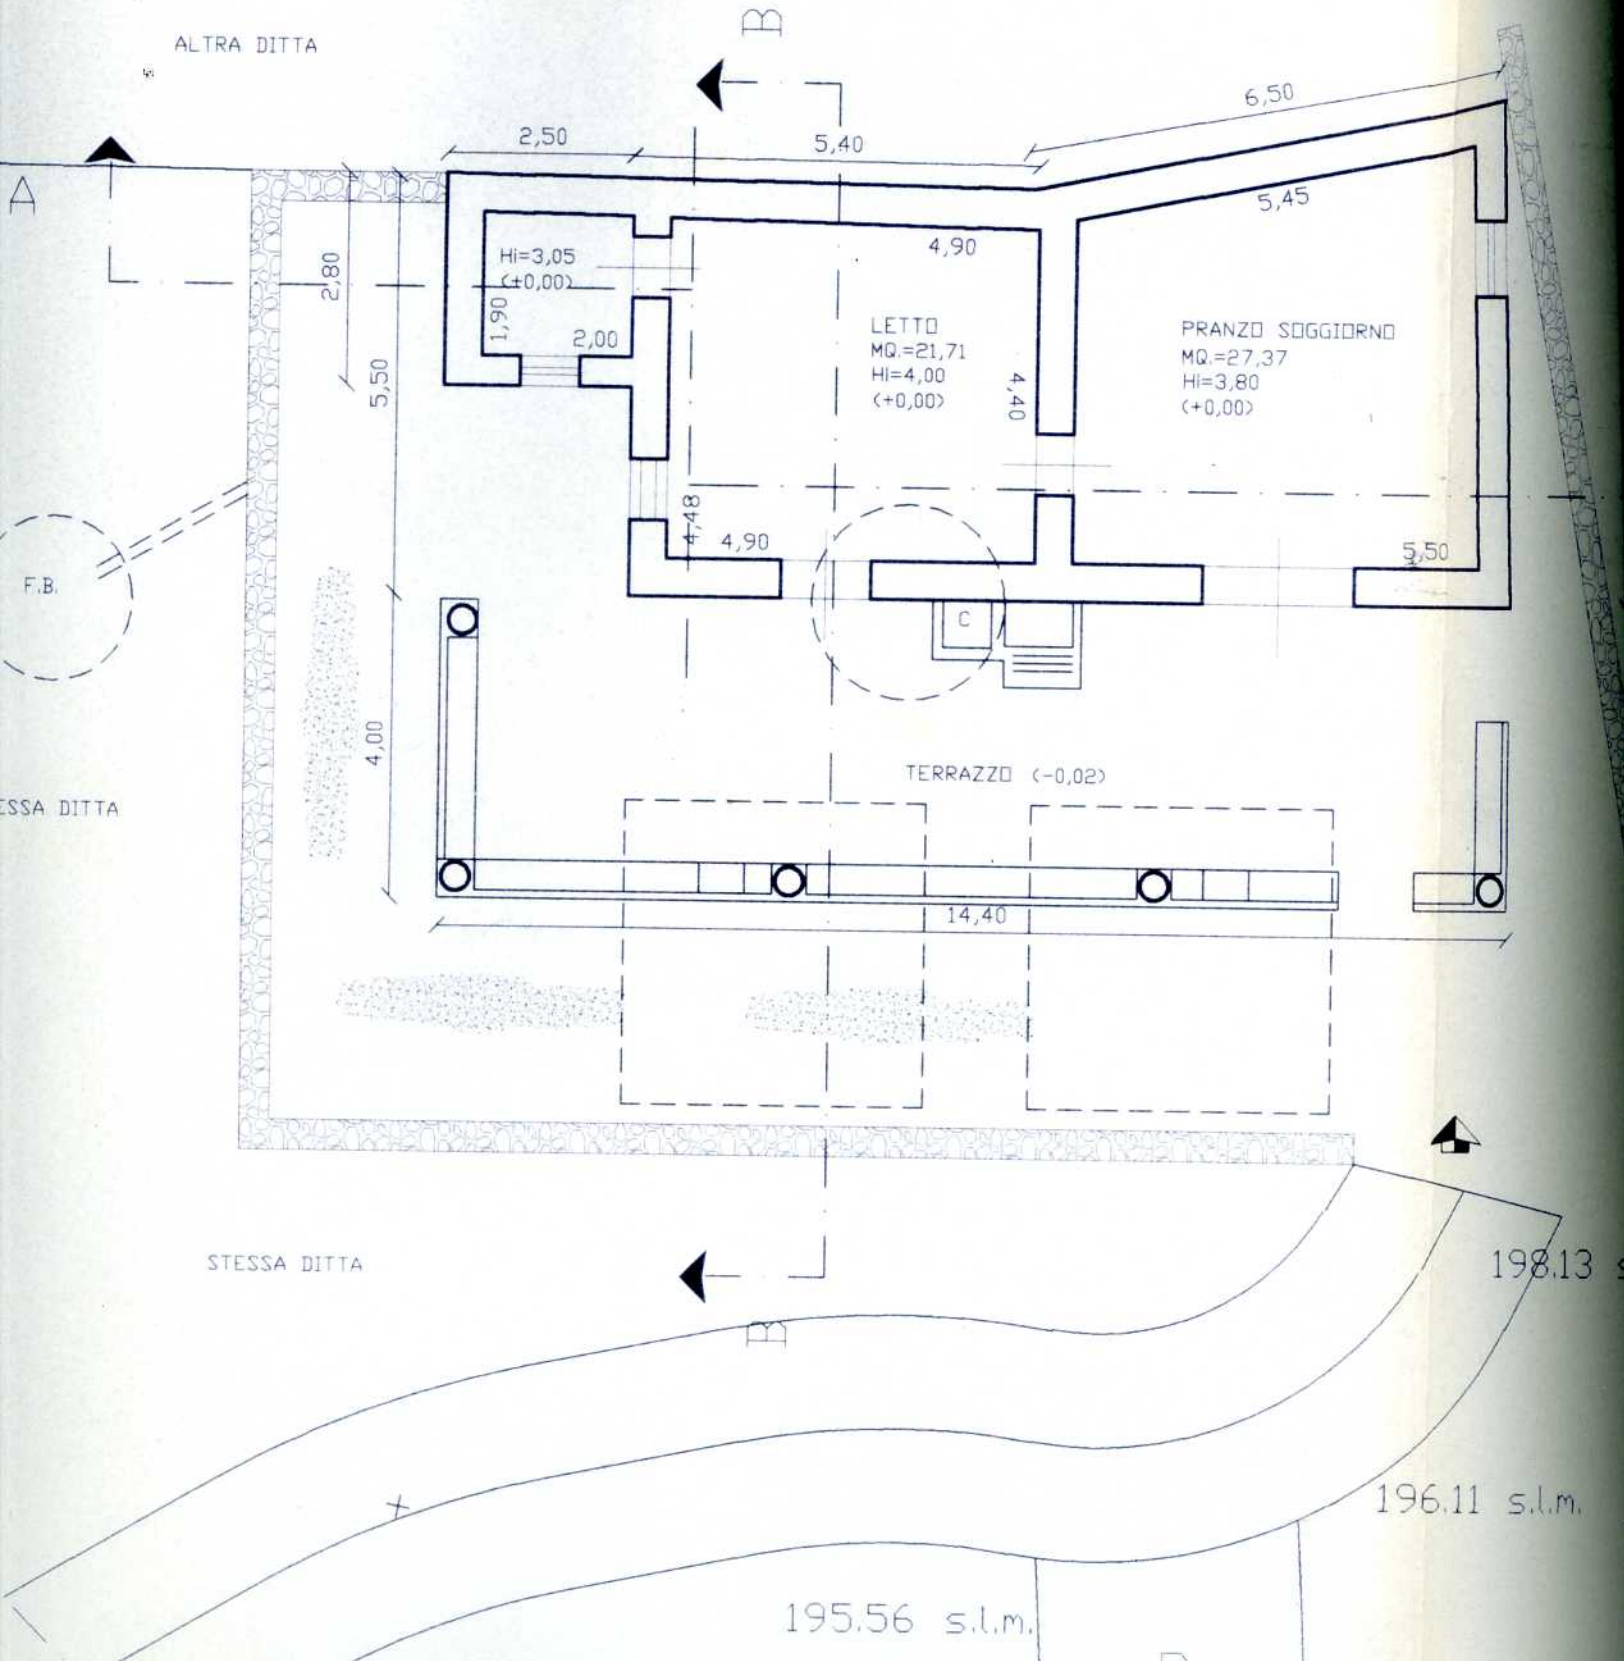 B
ALTRA DITTA
6,50
2,50
5,40
A
5,45
4,90
Hi=3,05
(±0,00)
2,80
1,90
2,00
LETTO
MQ.=21,71
Hi=4,00
(+0,00)
PRANZO SOGGIORNO
MQ.=27,37
Hi=3,80
(+0,00)
5,50
4,40
4,48
4,90
5,50
F.B.
C
4,00
TERRAZZO (-0,02)
ESSA DITTA
14,40
STESSA DITTA
198.13 s
B
196.11 s.l.m.
195.56 s.l.m.